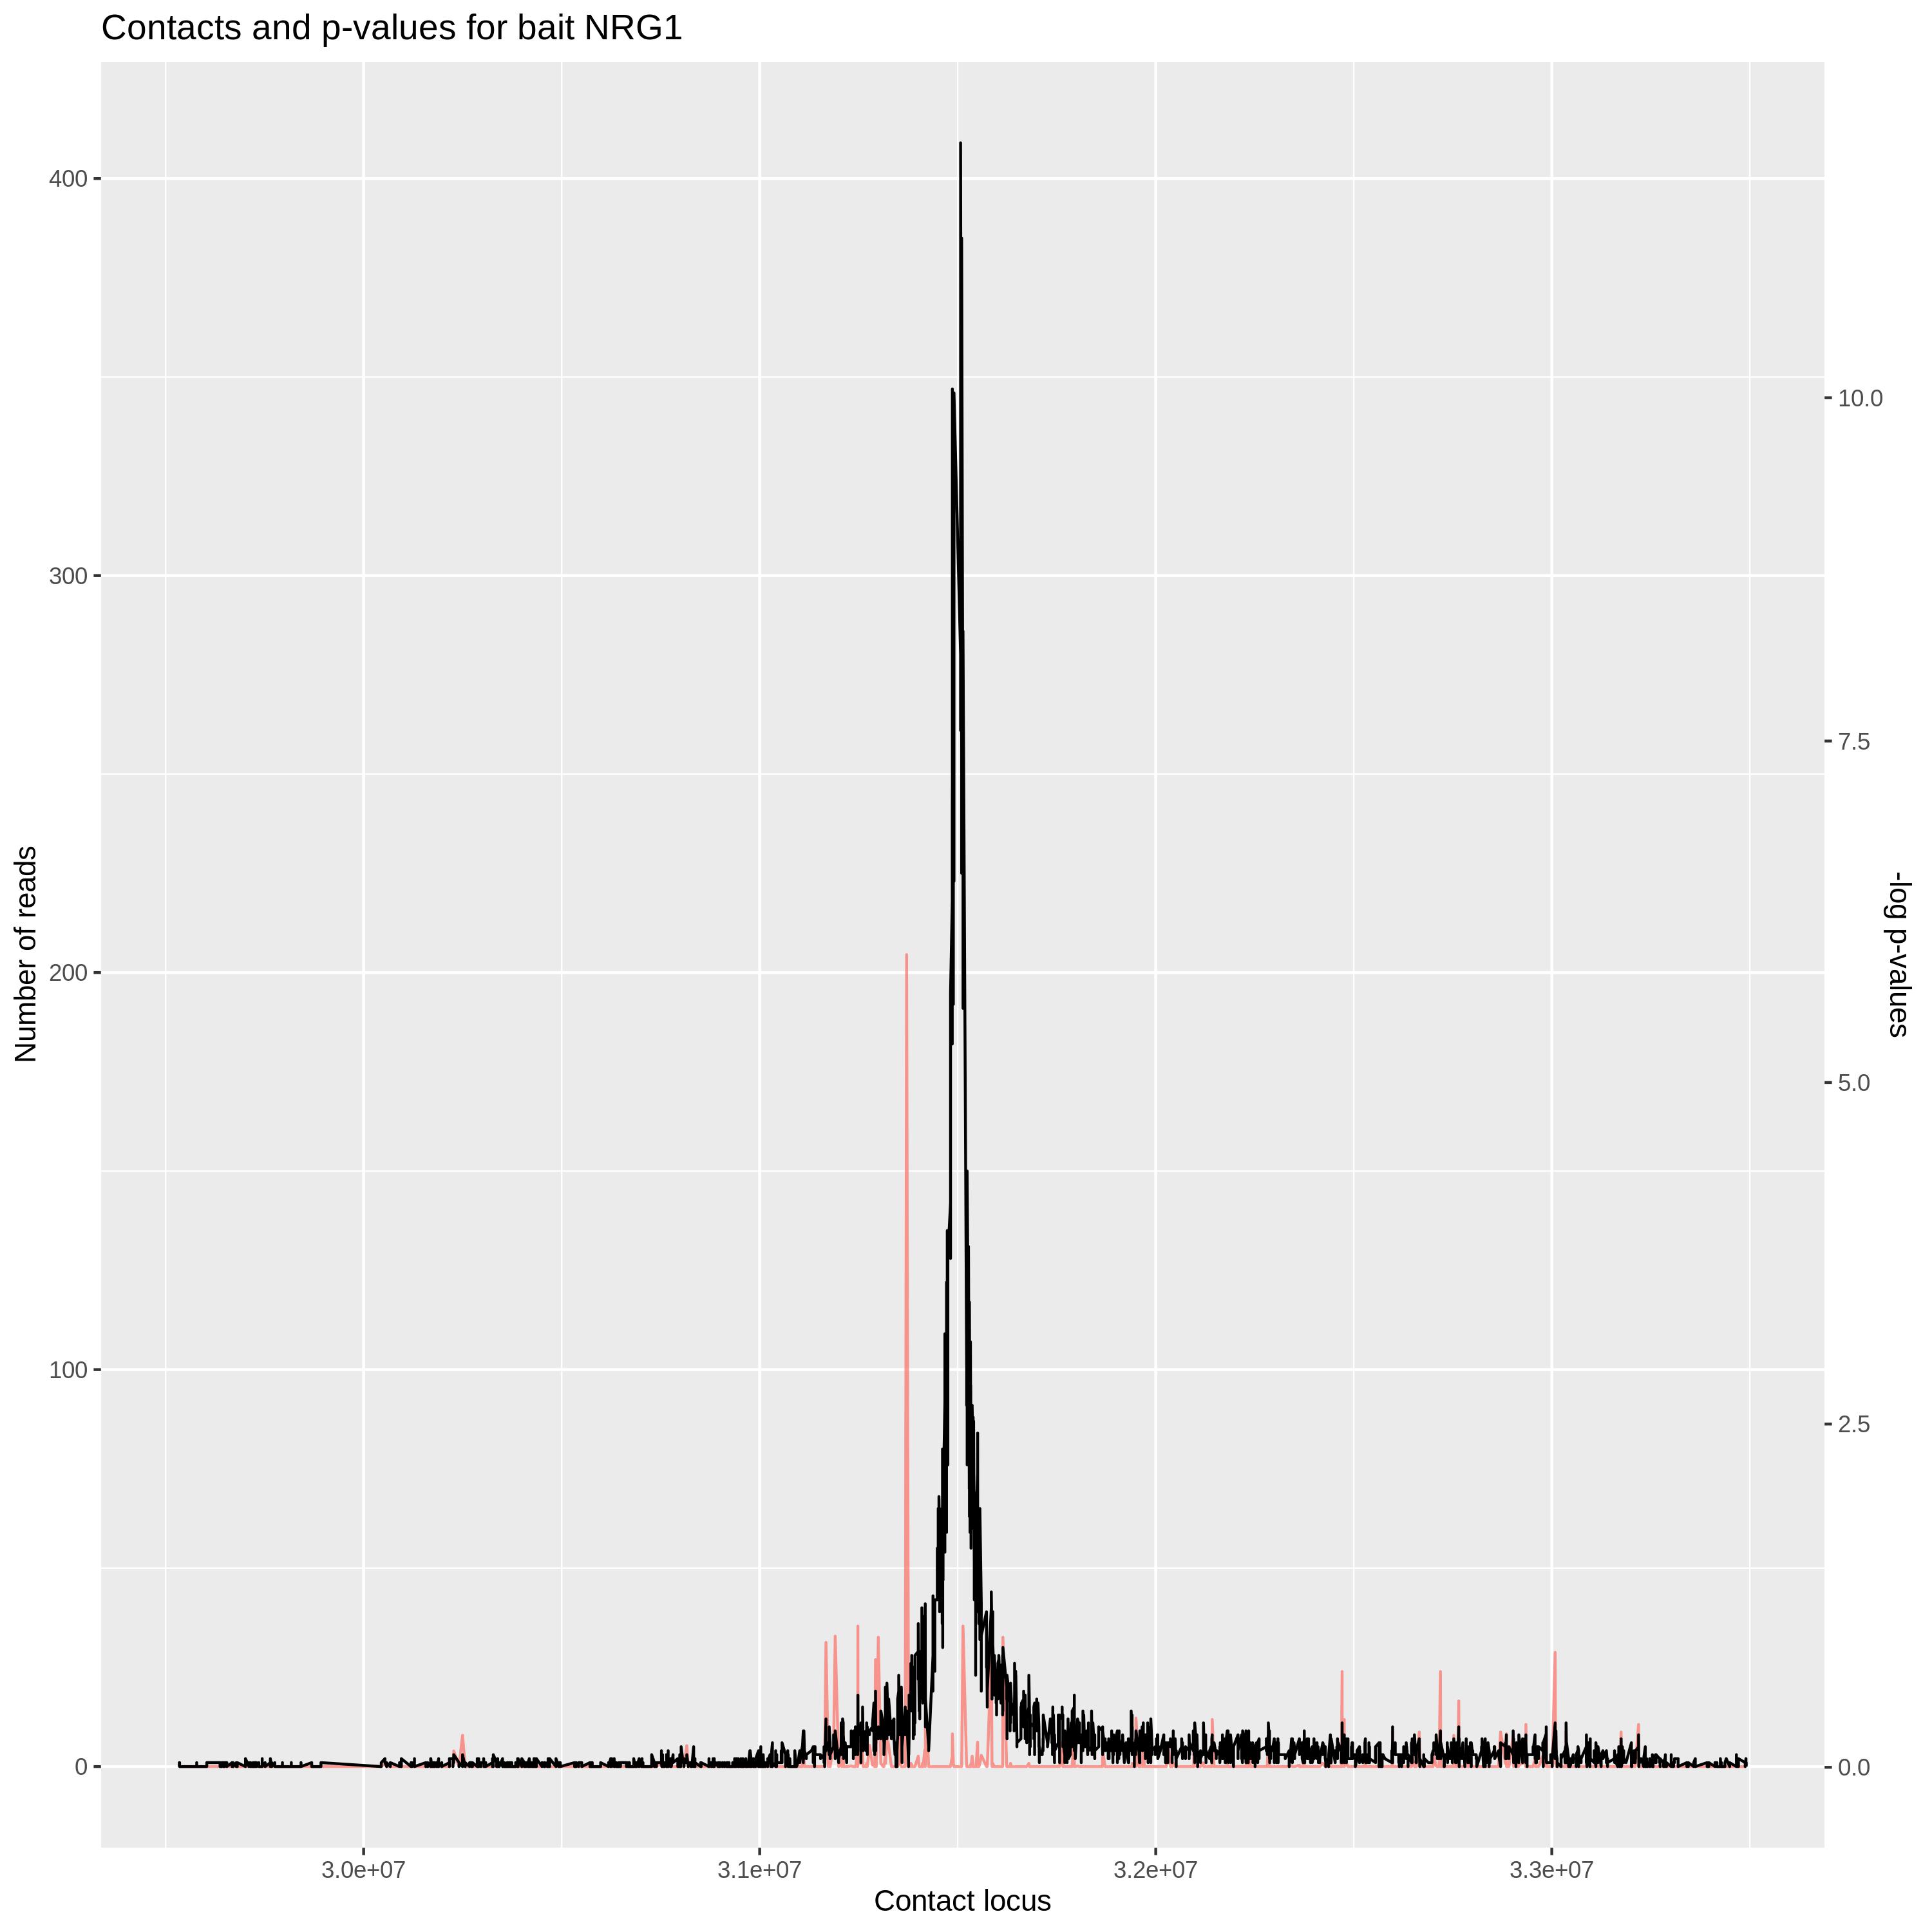 Contacts and p-values for bait NRG1
400
300
200
100
0
Number of reads
10.0
7.5
5.0
2.5
0.0
-log p-values
3.0e+07
3.1e+07
3.2e+07
3.3e+07
Contact locus